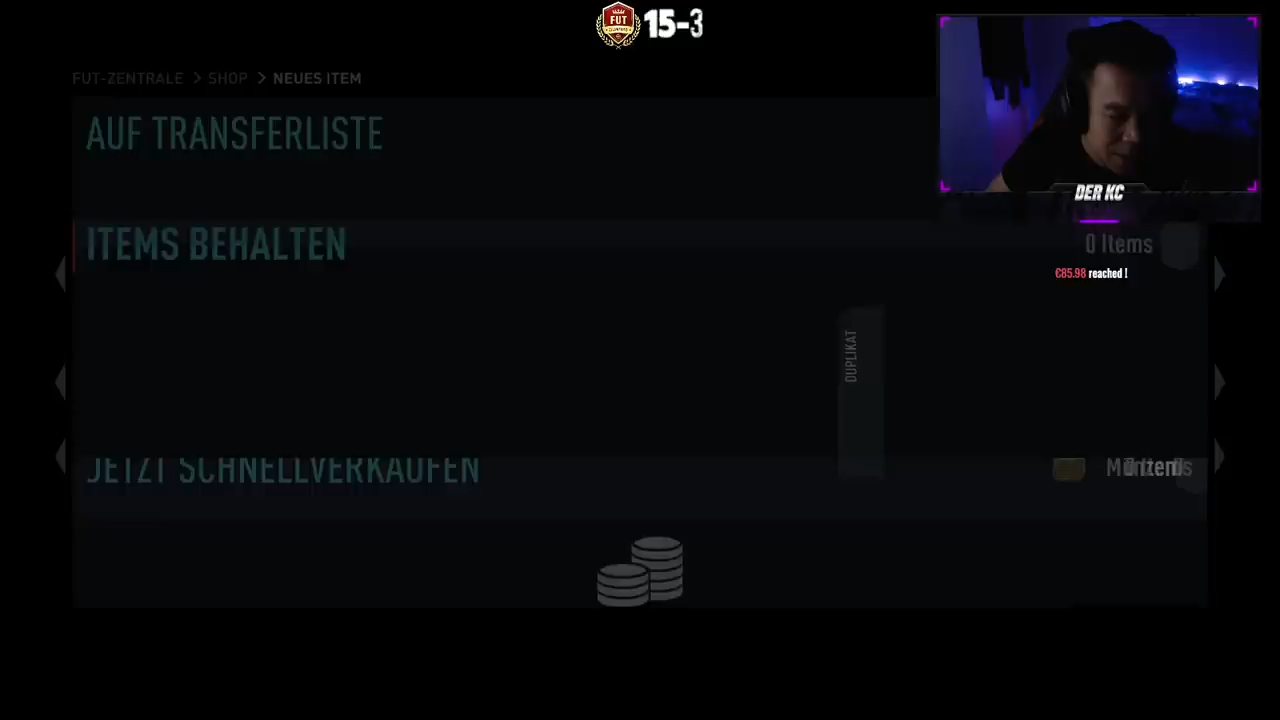 FUT
15-3
FUT-ZENTRALE > SHOP > NEUES ITEM
AUF TRANSFERLISTE
DER KC
ITEMS BEHALTEN
0 Items
€85.98 reached !
DUPLIKAT
JETZT SCHNELLVERKAUFEN